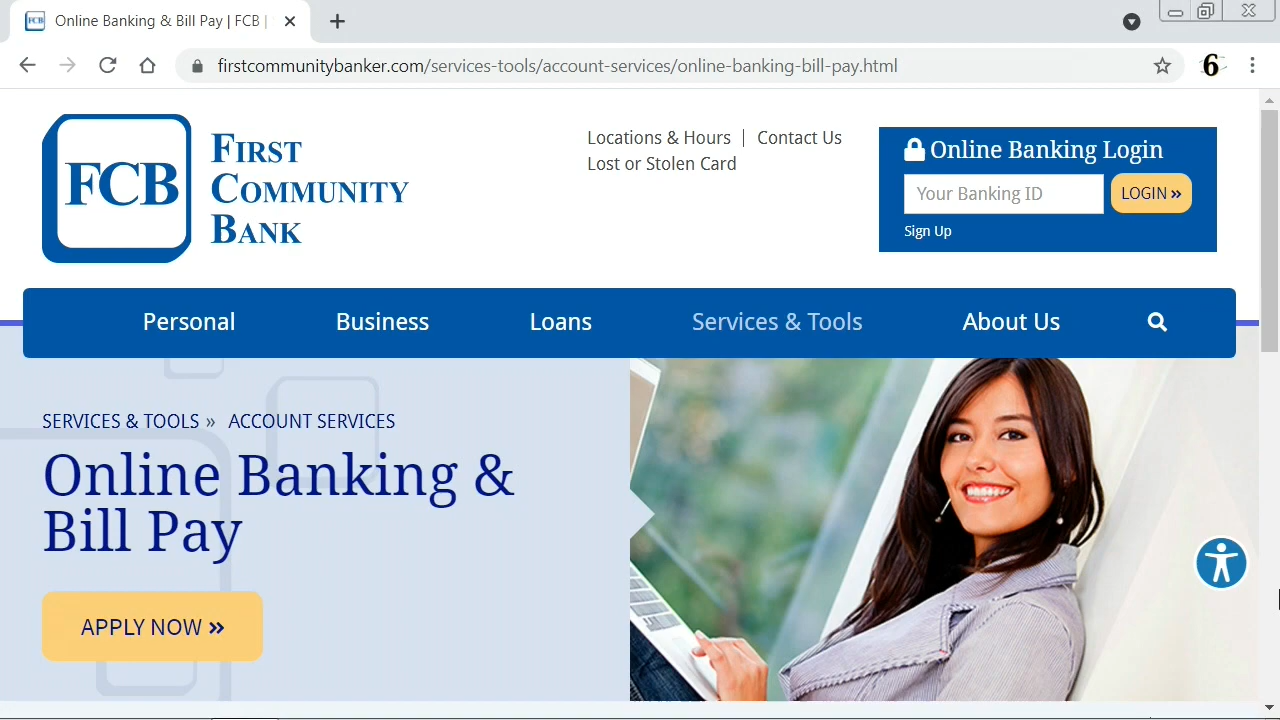 FCB
Online Banking & Bill Pay | FCB |
firstcommunitybanker.com/services-tools/account-services/online-banking-bill-pay.html
6
FCB
FIRST
COMMUNITY
BANK
Locations & Hours | Contact Us
Lost or Stolen Card
Online Banking Login
Your Banking ID
LOGIN »
Sign Up
Personal
Business
Loans
Services & Tools
About Us
SERVICES & TOOLS » ACCOUNT SERVICES
Online Banking &
Bill Pay
APPLY NOW »